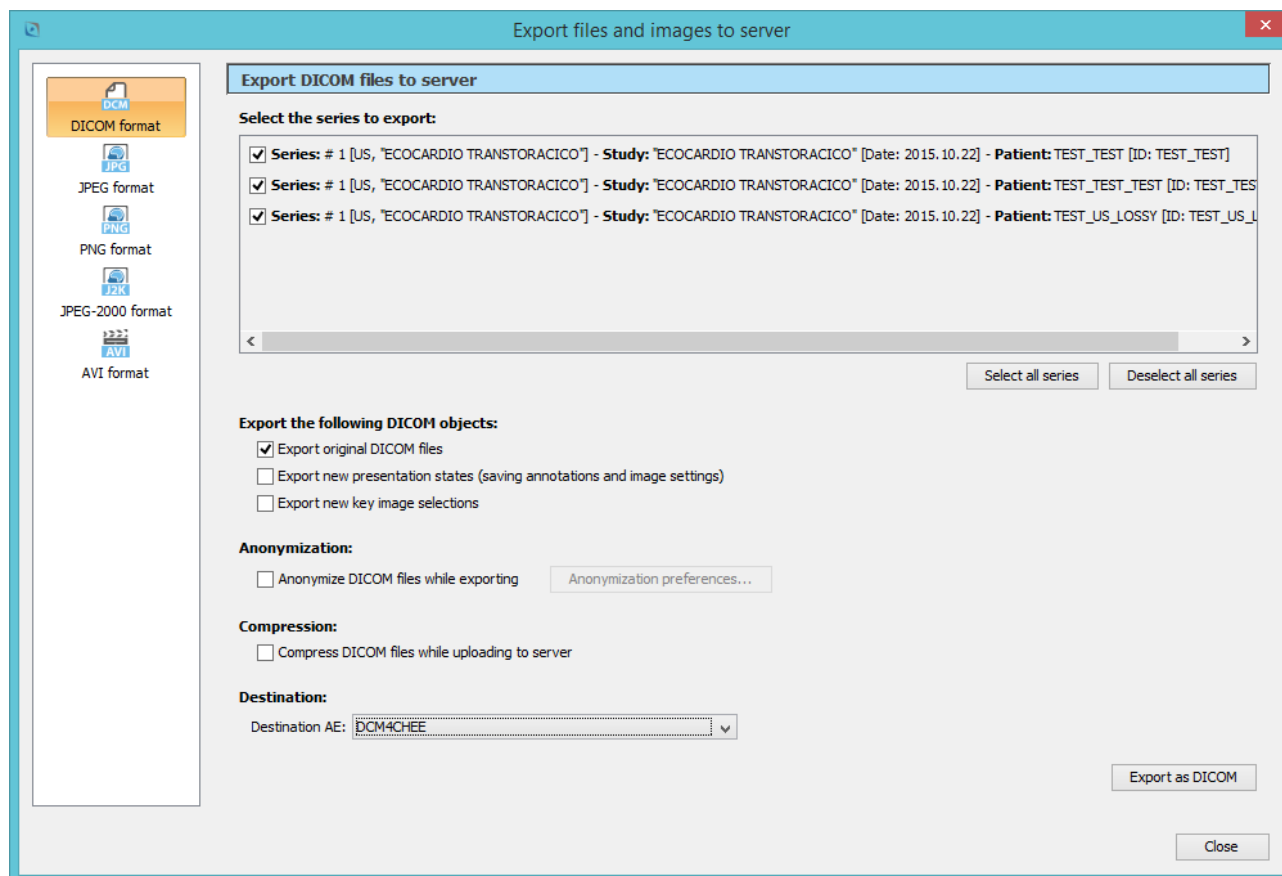 Export files and images to server
DCM
DICOM format
JPG
JPEG format
PNG
PNG format
J2K
JPEG-2000 format
AVI
AVI format
Export DICOM files to server
Select the series to export:
Series: # 1 [US, "ECOCARDIO TRANSTORACICO"] - Study: "ECOCARDIO TRANSTORACICO" [Date: 2015.10.22] - Patient: TEST_TEST [ID: TEST_TEST]
Series: # 1 [US, "ECOCARDIO TRANSTORACICO"] - Study: "ECOCARDIO TRANSTORACICO" [Date: 2015.10.22] - Patient: TEST_TEST_TEST [ID: TEST_TES
Series: # 1 [US, "ECOCARDIO TRANSTORACICO"] - Study: "ECOCARDIO TRANSTORACICO" [Date: 2015.10.22] - Patient: TEST_US_LOSSY [ID: TEST_US_L
Select all series Deselect all series
Export the following DICOM objects:
Export original DICOM files
Export new presentation states (saving annotations and image settings)
Export new key image selections
Anonymization:
Anonymize DICOM files while exporting Anonymization preferences...
Compression:
Compress DICOM files while uploading to server
Destination:
Destination AE: DCM4CHEE
Export as DICOM
Close